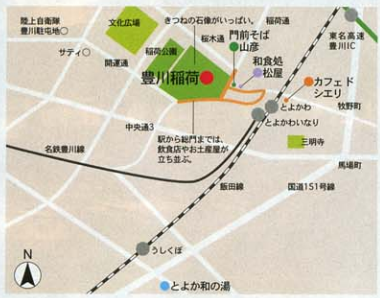 陸上自衛隊
豊川駐屯地
文化広場
きつねの石像がいっぱい。
稲荷通
桜木通
門前そば
山彦
東名高速
豊川IC
サティ
稲荷公園
開運通
和食処
松屋
豊川稲荷
カフェ ド
シエリ
とよかわ
とよかわいなり
牧野町
中央通3
駅から総門までは、
飲食店やお土産屋が
立ち並ぶ。
三明寺
名鉄豊川線
馬場町
飯田線
国道151号線
うしくぼ
N
とよか和の湯